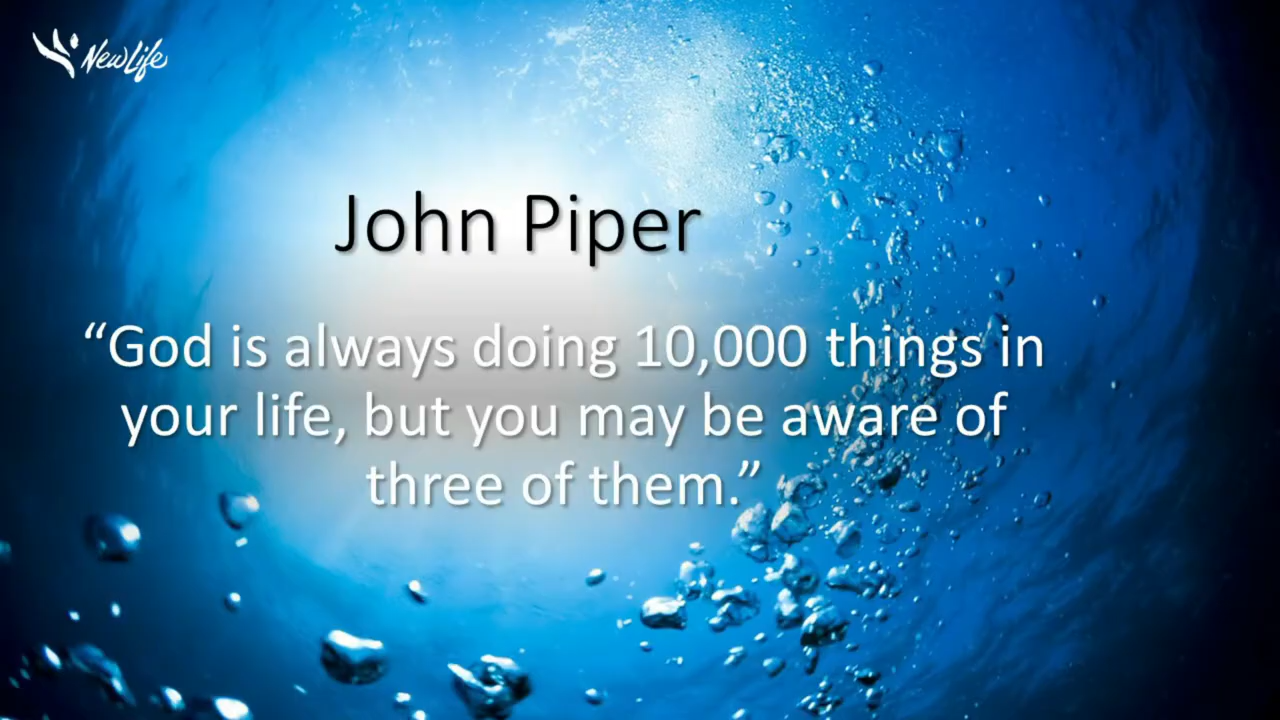 NewLife
John Piper
“God is always doing 10,000 things in
your life, but you may be aware of
three of them.”